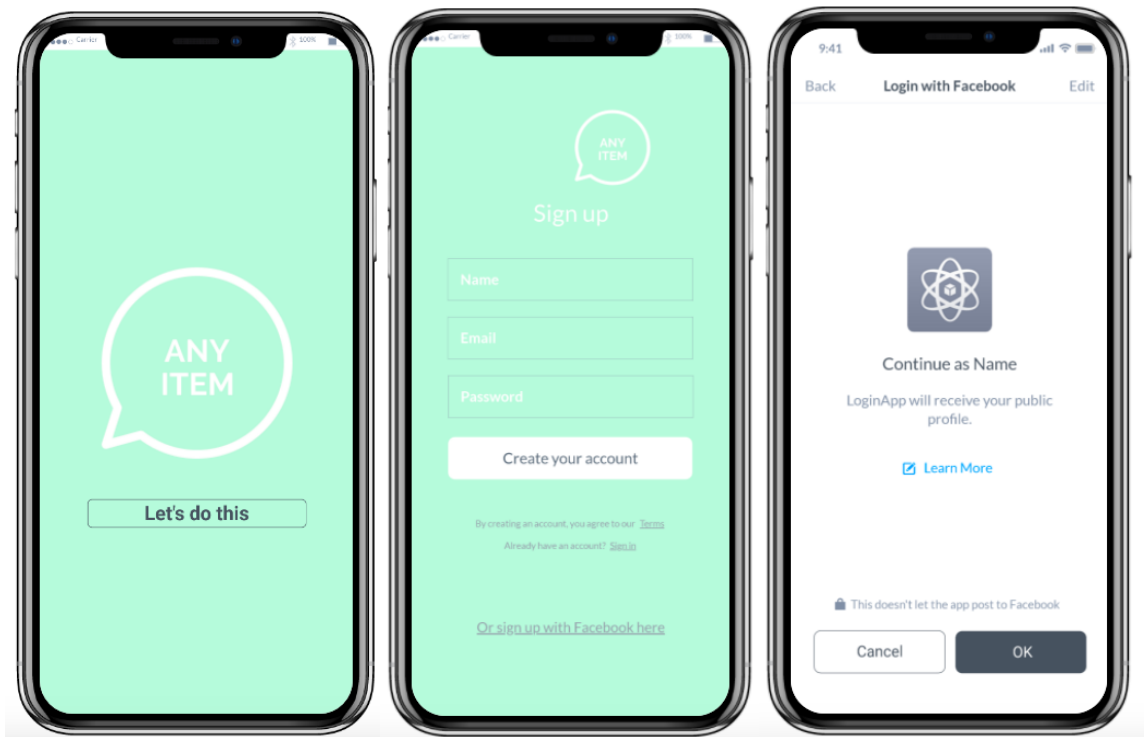 Carrier 100%
ANY
ITEM
Let's do this
Carrier 100%
ANY
ITEM
Sign up
Name
Email
Password
Create your account
By creating an account, you agree to our Terms
Already have an account? Sign in
Or sign up with Facebook here
9:41
Back Login with Facebook Edit
Continue as Name
LoginApp will receive your public
profile.
Learn More
This doesn't let the app post to Facebook
Cancel OK